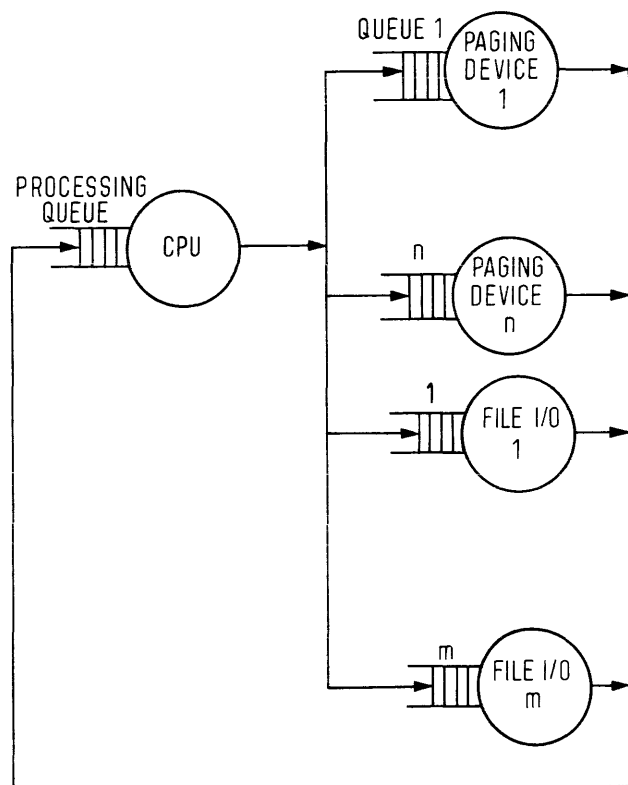 QUEUE 1
PAGING
DEVICE
1
PROCESSING
QUEUE
CPU
n
PAGING
DEVICE
n
1
FILE I/O
1
m
FILE I/O
m